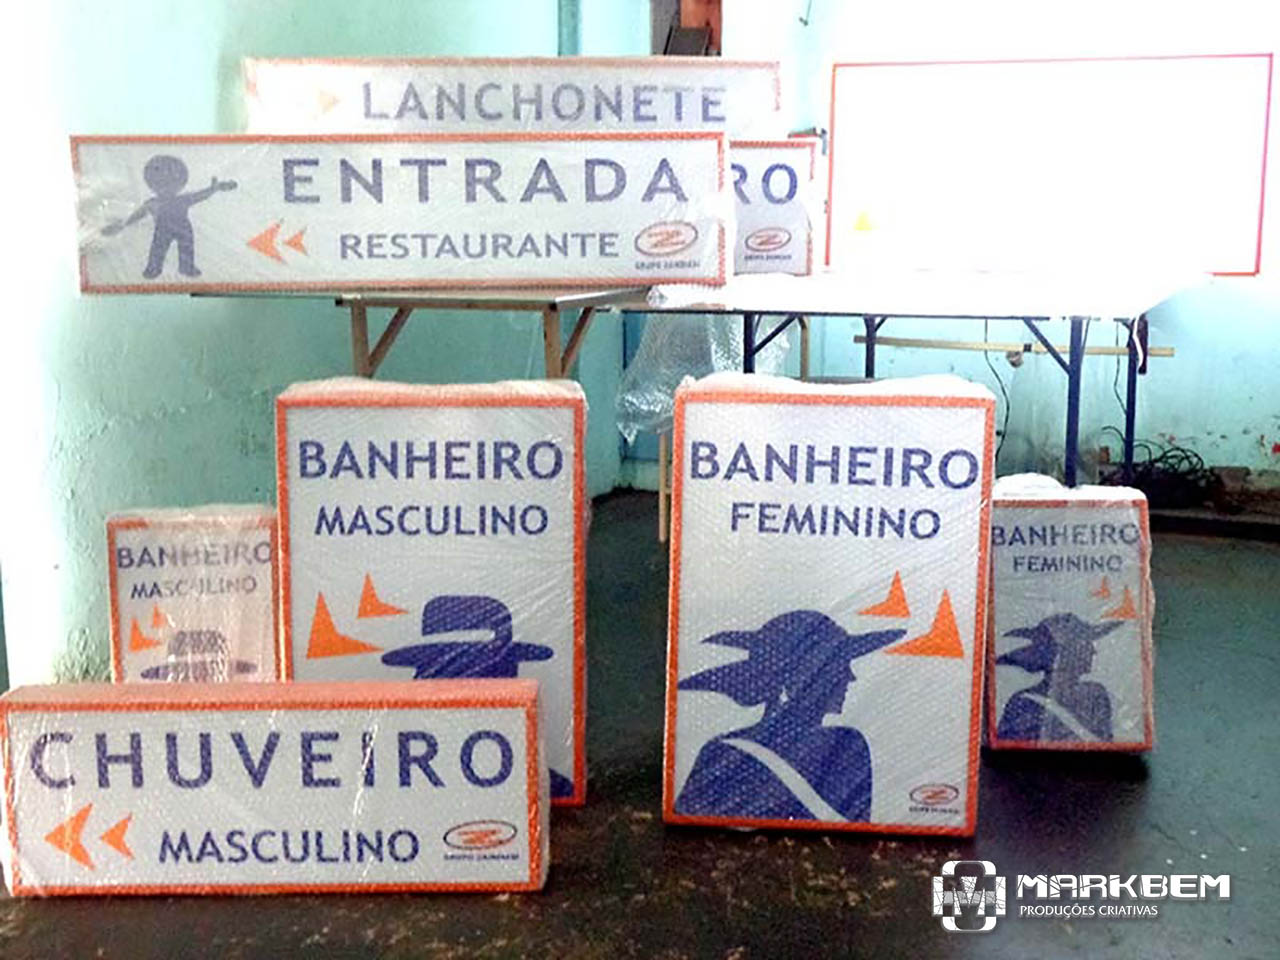 LANCHONETE
ENTRADA
RESTAURANTE
RO
BANHEIRO
MASCULINO
BANHEIRO
FEMININO
BANHEIRO
MASCULINO
BANHEIRO
FEMININO
CHUVEIRO
MASCULINO
MARKBEM
PRODUÇÕES CRIATIVAS